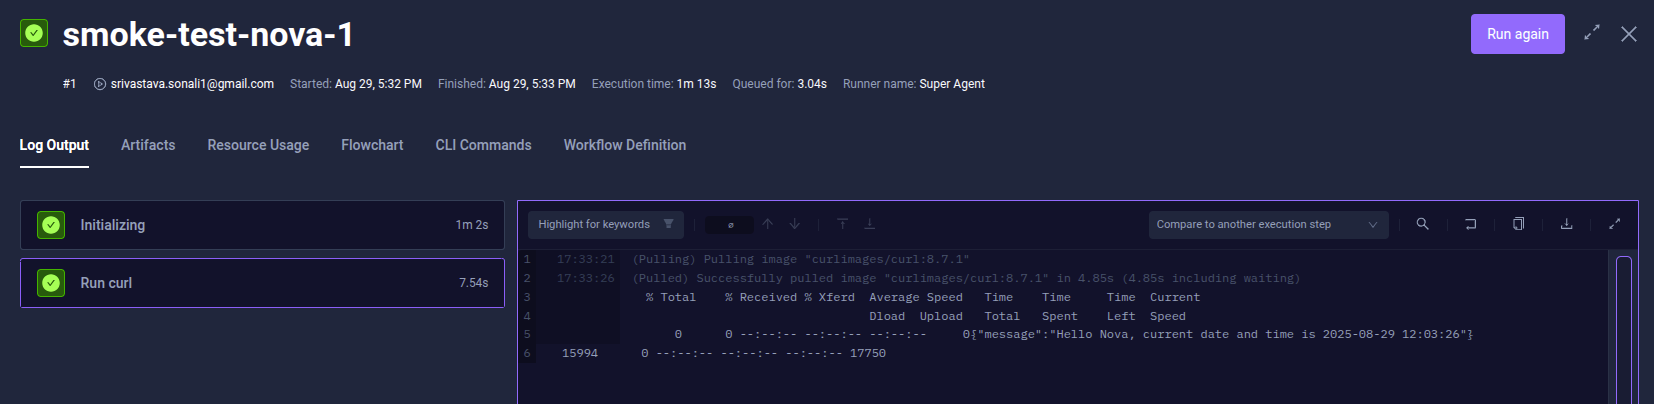 smoke-test-nova-1
Run again
#1 srivastava.sonali1@gmail.com Started: Aug 29, 5:32 PM Finished: Aug 29, 5:33 PM Execution time: 1m 13s Queued for: 3.04s Runner name: Super Agent
Log Output Artifacts Resource Usage Flowchart CLI Commands Workflow Definition
Initializing 1m 2s
Run curl 7.54s
Highlight for keywords Compare to another execution step
1 17:33:21 (Pulling) Pulling image "curlimages/curl:8.7.1"
2 17:33:26 (Pulled) Successfully pulled image "curlimages/curl:8.7.1" in 4.85s (4.85s including waiting)
3 % Total % Received % Xferd Average Speed Time Time Time Current
4 Dload Upload Total Spent Left Speed
5 0 0 --:--:-- --:--:-- --:--:-- 0{"message":"Hello Nova, current date and time is 2025-08-29 12:03:26"}
6 15994 0 --:--:-- --:--:-- --:--:-- 17750